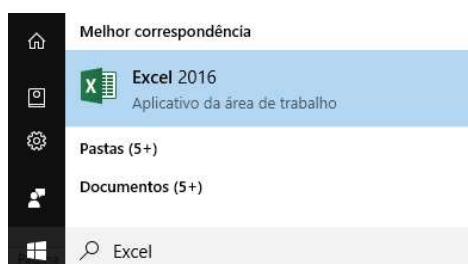 Melhor correspondência
Excel 2016
Aplicativo da área de trabalho
Pastas (5+)
Documentos (5+)
Excel